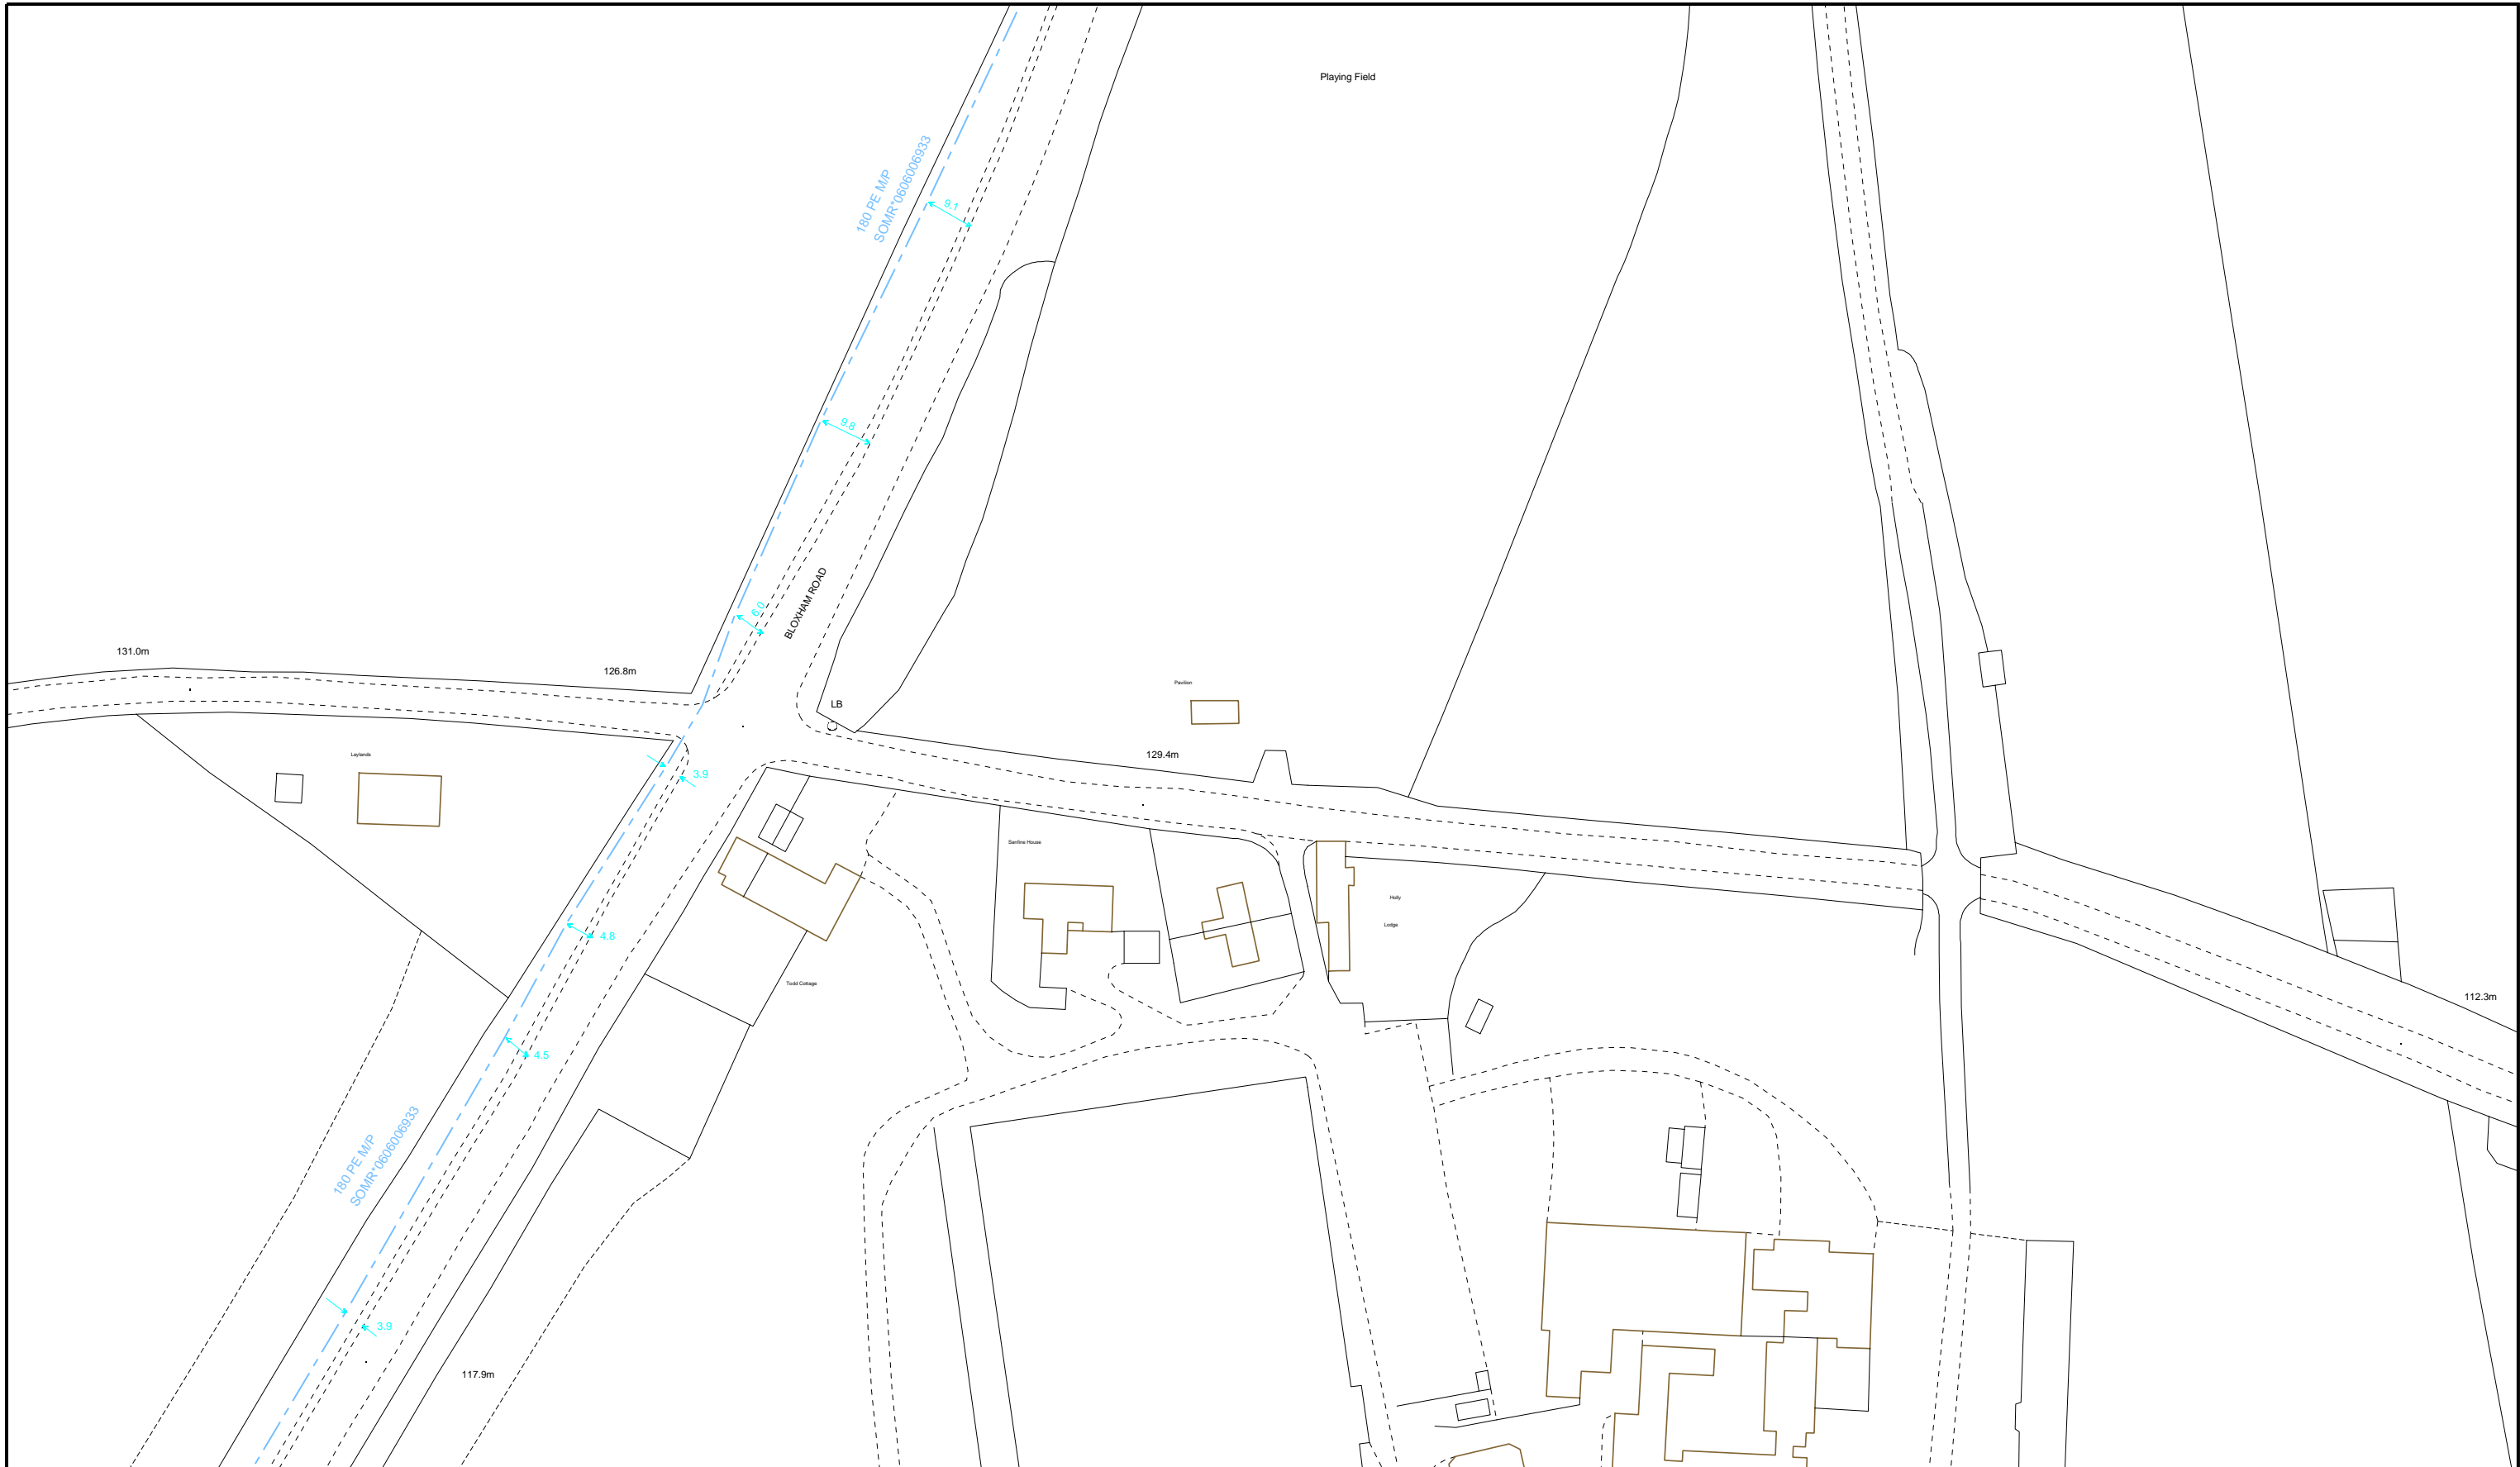 Playing Field
180 PE M/P
SOMR*0606006933
9.1
9.8
6.0
BLOXHAM ROAD
131.0m
126.8m
LB
Pavilion
129.4m
Leylands
3.9
Sanfine House
Holly
Lodge
4.8
Todd Cottage
112.3m
4.5
180 PE M/P
SOMR*0606006933
3.9
117.9m